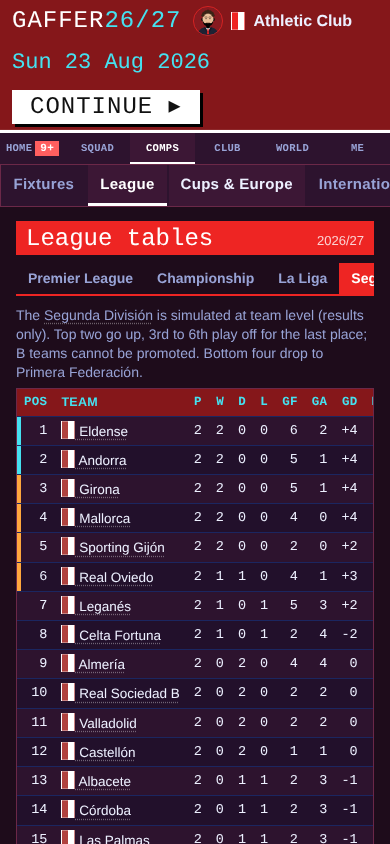 GAFFER26/27 Athletic Club
Sun 23 Aug 2026
CONTINUE ►
HOME 9+ SQUAD COMPS CLUB WORLD ME
Fixtures League Cups & Europe Internatio
League tables 2026/27
Premier League Championship La Liga Seg
The Segunda División is simulated at team level (results
only). Top two go up, 3rd to 6th play off for the last place;
B teams cannot be promoted. Bottom four drop to
Primera Federación.
POS TEAM P W D L GF GA GD
1 Eldense 2 2 0 0 6 2 +4
2 Andorra 2 2 0 0 5 1 +4
3 Girona 2 2 0 0 5 1 +4
4 Mallorca 2 2 0 0 4 0 +4
5 Sporting Gijón 2 2 0 0 2 0 +2
6 Real Oviedo 2 1 1 0 4 1 +3
7 Leganés 2 1 0 1 5 3 +2
8 Celta Fortuna 2 1 0 1 2 4 -2
9 Almería 2 0 2 0 4 4 0
10 Real Sociedad B 2 0 2 0 2 2 0
11 Valladolid 2 0 2 0 2 2 0
12 Castellón 2 0 2 0 1 1 0
13 Albacete 2 0 1 1 2 3 -1
14 Córdoba 2 0 1 1 2 3 -1
15 Las Palmas 2 0 1 1 2 3 -1